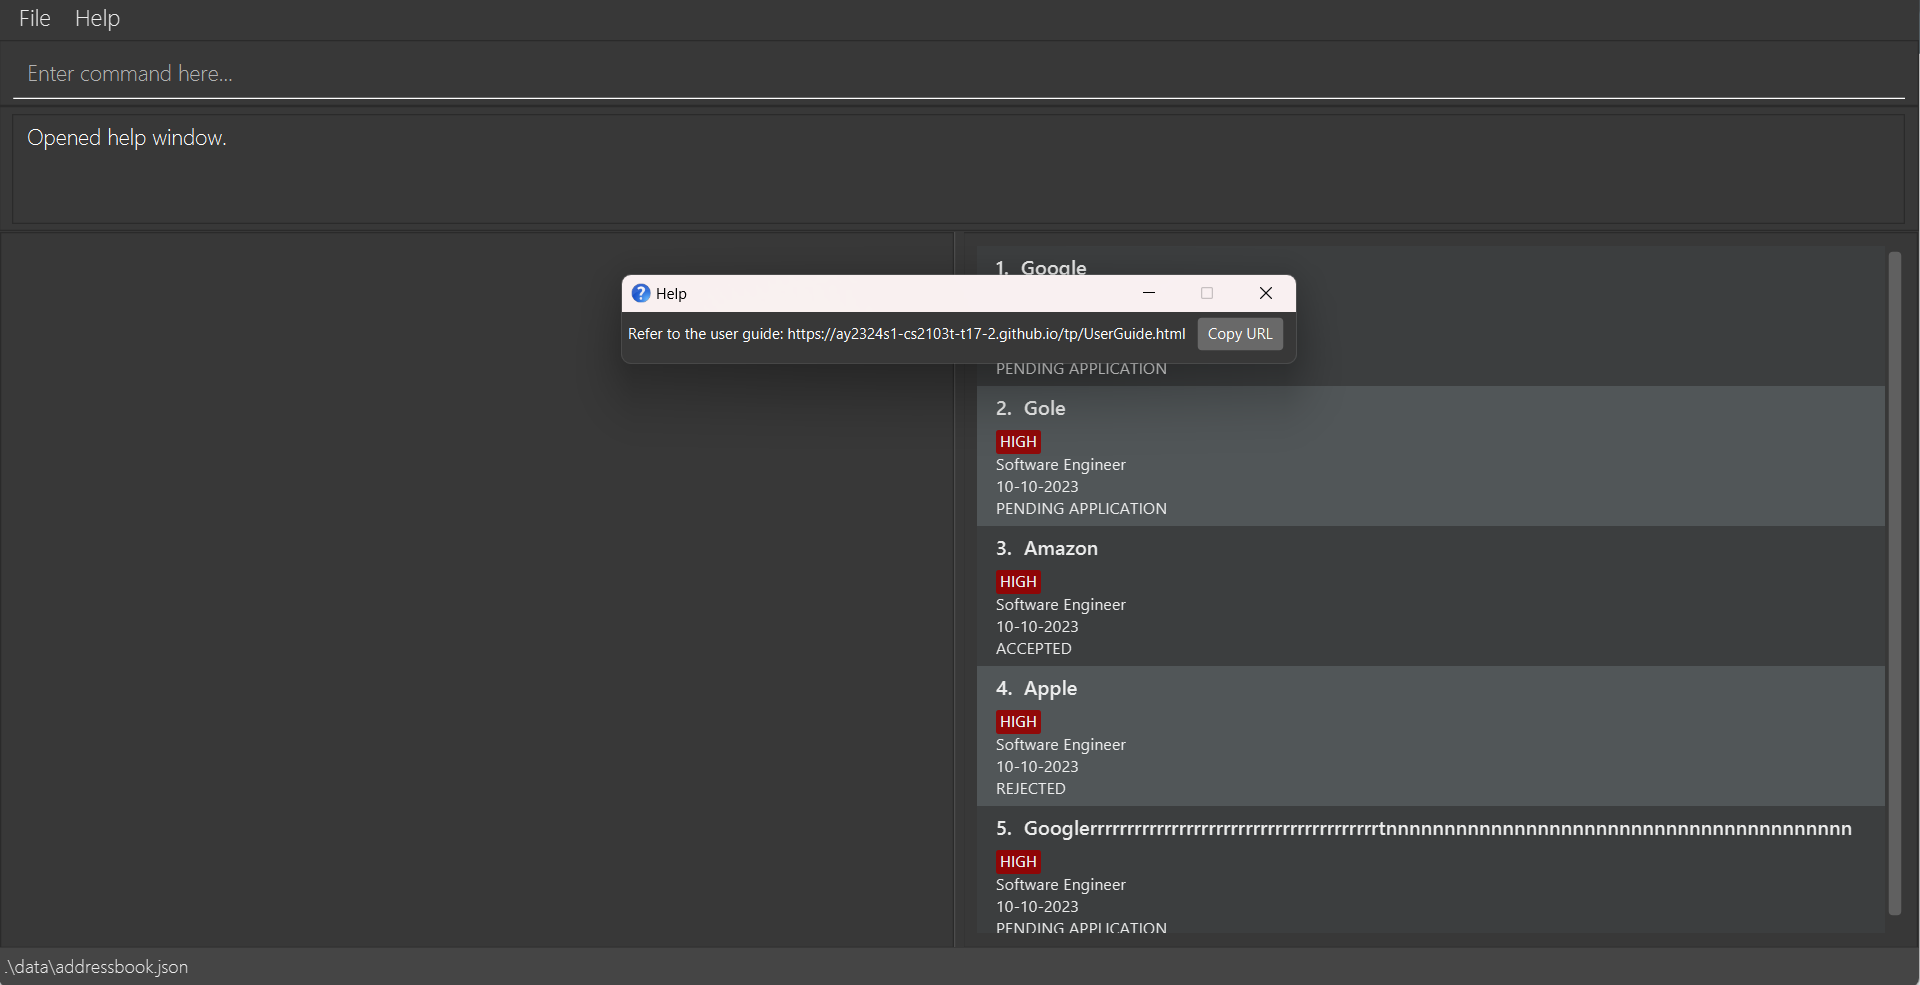 File Help
Enter command here...
Opened help window.
1. Google
Help
Refer to the user guide: https://ay2324s1-cs2103t-t17-2.github.io/tp/UserGuide.html Copy URL
PENDING APPLICATION
2. Gole
HIGH
Software Engineer
10-10-2023
PENDING APPLICATION
3. Amazon
HIGH
Software Engineer
10-10-2023
ACCEPTED
4. Apple
HIGH
Software Engineer
10-10-2023
REJECTED
5. Googlerrrrrrrrrrrrrrrrrrrrrrrrrrrrrrrrrrrrrrrtnnnnnnnnnnnnnnnnnnnnnnnnnnnnnnnnnnnnnnnn
HIGH
Software Engineer
10-10-2023
PENDING APPLICATION
.\data\addressbook.json